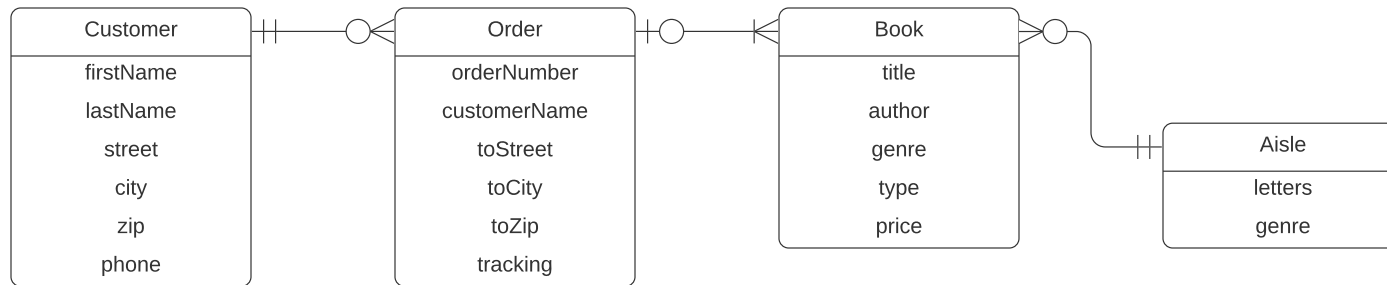 Customer
firstName
lastName
street
city
zip
phone
Order
orderNumber
customerName
toStreet
toCity
toZip
tracking
Book
title
author
genre
type
price
Aisle
letters
genre